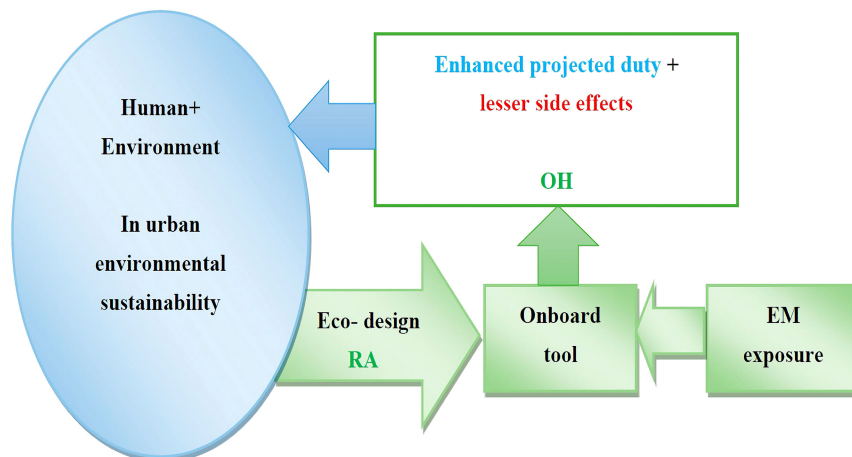 Human+
Environment
In urban
environmental
sustainability
Enhanced projected duty +
lesser side effects
OH
Eco- design
RA
Onboard
tool
EM
exposure